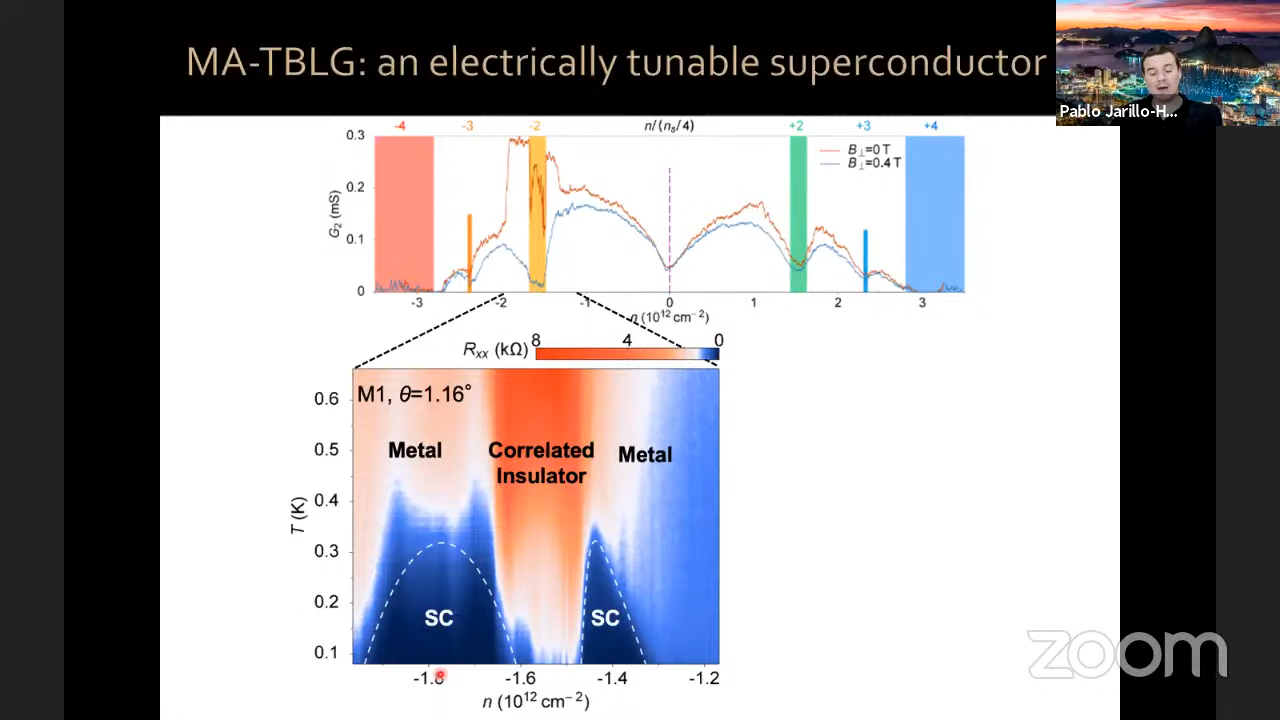 MA-TBLG: an electrically tunable superconductor
Pablo Jarillo-H...
-4 -3 -2 n/(nₛ/4) +2 +3 +4
0.3
0.2
0.1
0
G₂ (mS)
B⊥=0 T
B⊥=0.4 T
-3 -2 -1 0 1 2 3
n (10¹² cm⁻²)
Rₓₓ (kΩ) 8 4 0
M1, θ=1.16°
Metal
Correlated
Insulator
Metal
SC
SC
0.6
0.5
0.4
0.3
0.2
0.1
T (K)
-1.8 -1.6 -1.4 -1.2
n (10¹² cm⁻²)
zoom